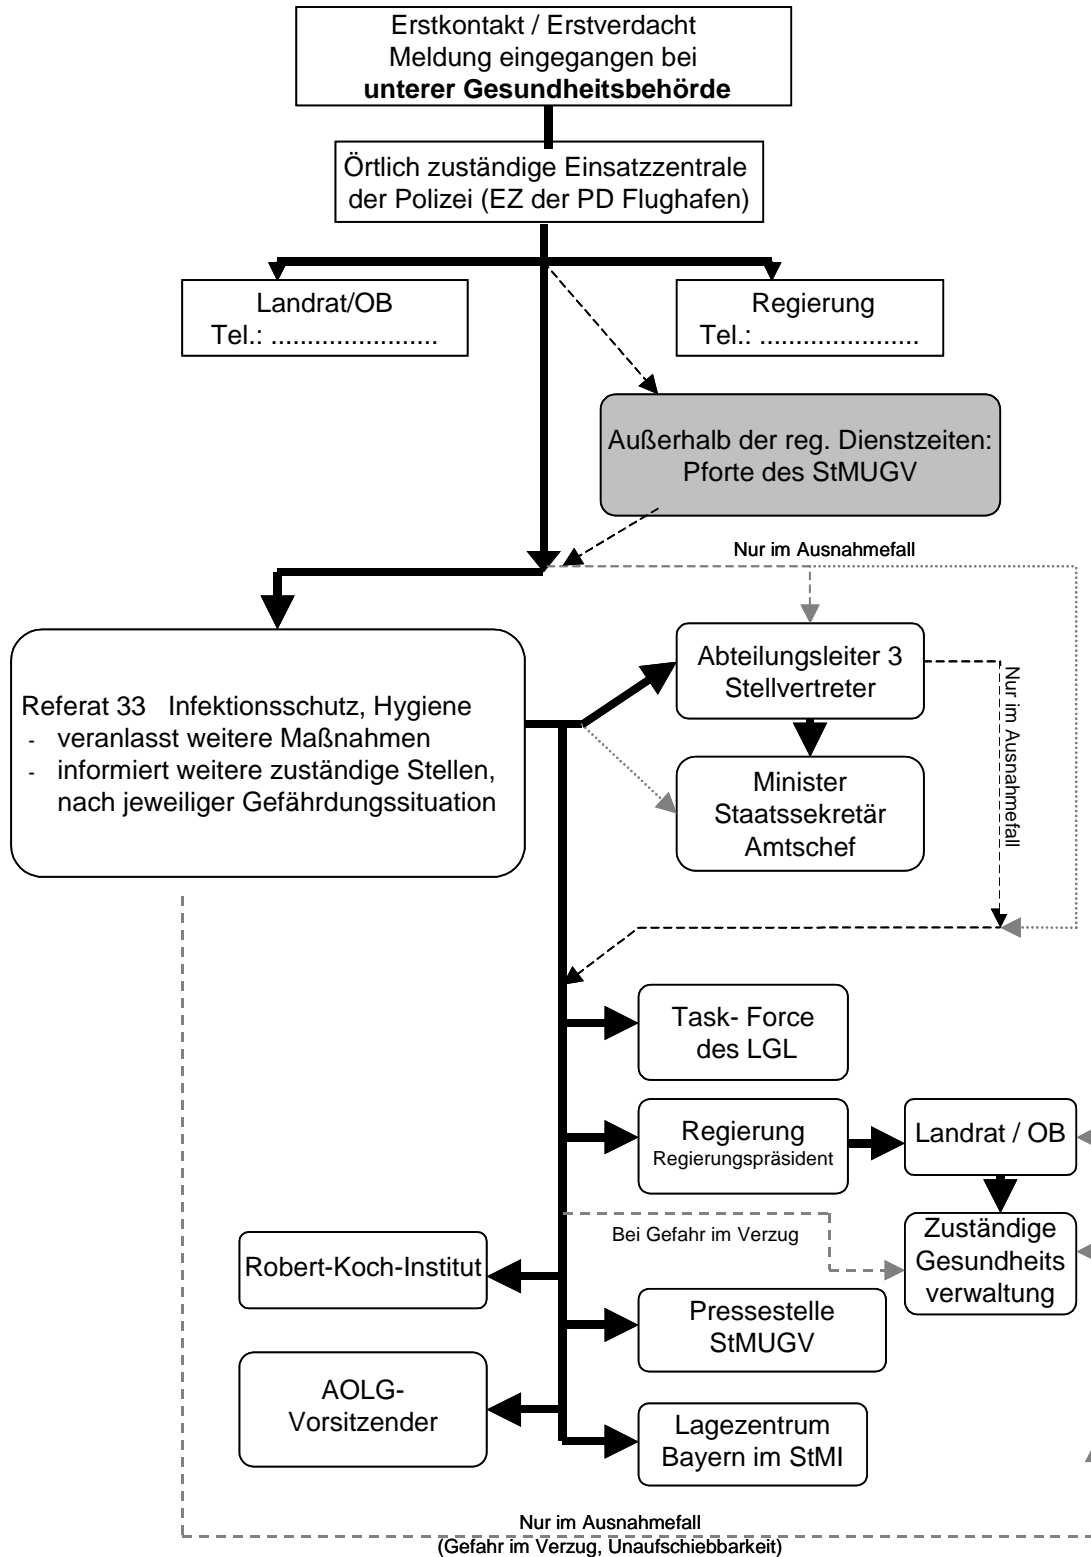 Erstkontakt / Erstverdacht
Meldung eingegangen bei
unterer Gesundheitsbehörde
Örtlich zuständige Einsatzzentrale
der Polizei (EZ der PD Flughafen)
Landrat/OB
Tel.: .......................
Regierung
Tel.: ......................
Außerhalb der reg. Dienstzeiten:
Pforte des StMUGV
Nur im Ausnahmefall
Referat 33 Infektionsschutz, Hygiene
- veranlasst weitere Maßnahmen
- informiert weitere zuständige Stellen,
nach jeweiliger Gefährdungssituation
Abteilungsleiter 3
Stellvertreter
Nur im Ausnahmefall
Minister
Staatssekretär
Amtschef
Task- Force
des LGL
Regierung
Regierungspräsident
Landrat / OB
Bei Gefahr im Verzug
Zuständige
Gesundheits
verwaltung
Robert-Koch-Institut
Pressestelle
StMUGV
AOLG-
Vorsitzender
Lagezentrum
Bayern im StMI
Nur im Ausnahmefall
(Gefahr im Verzug, Unaufschiebbarkeit)